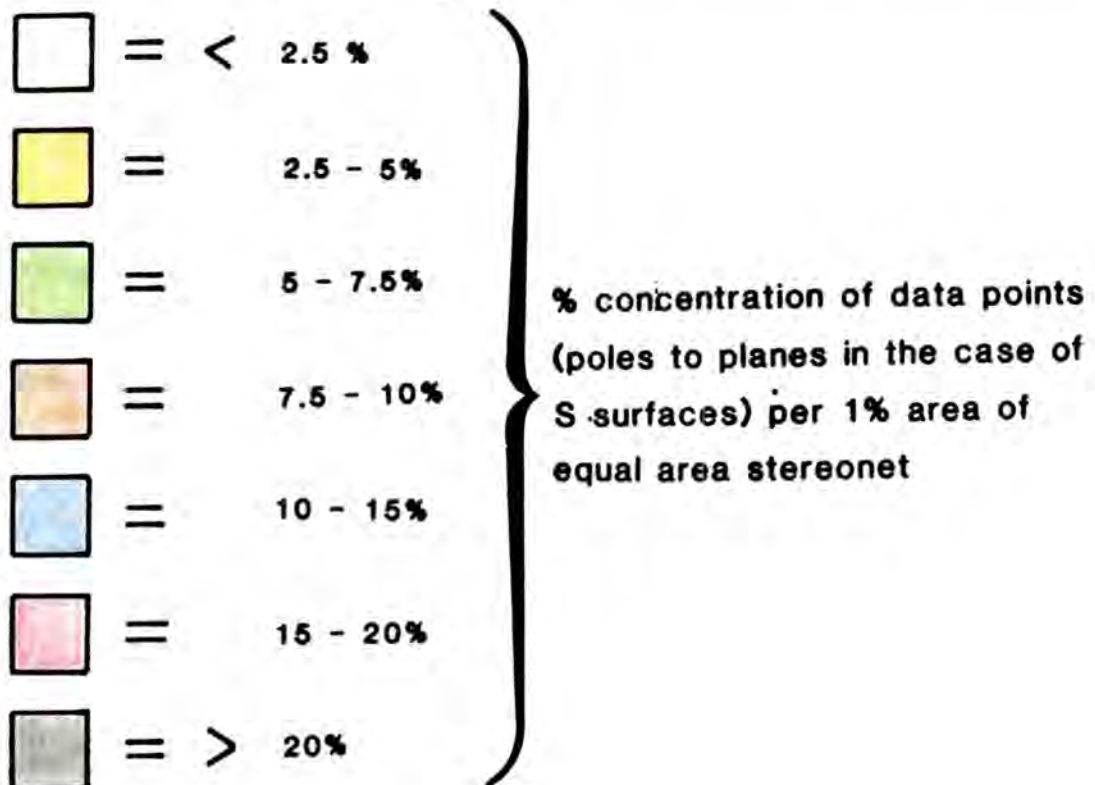 = < 2.5 %
= 2.5 - 5%
= 5 - 7.5%
= 7.5 - 10%
= 10 - 15%
= 15 - 20%
= > 20%
% concentration of data points
(poles to planes in the case of
S-surfaces) per 1% area of
equal area stereonet